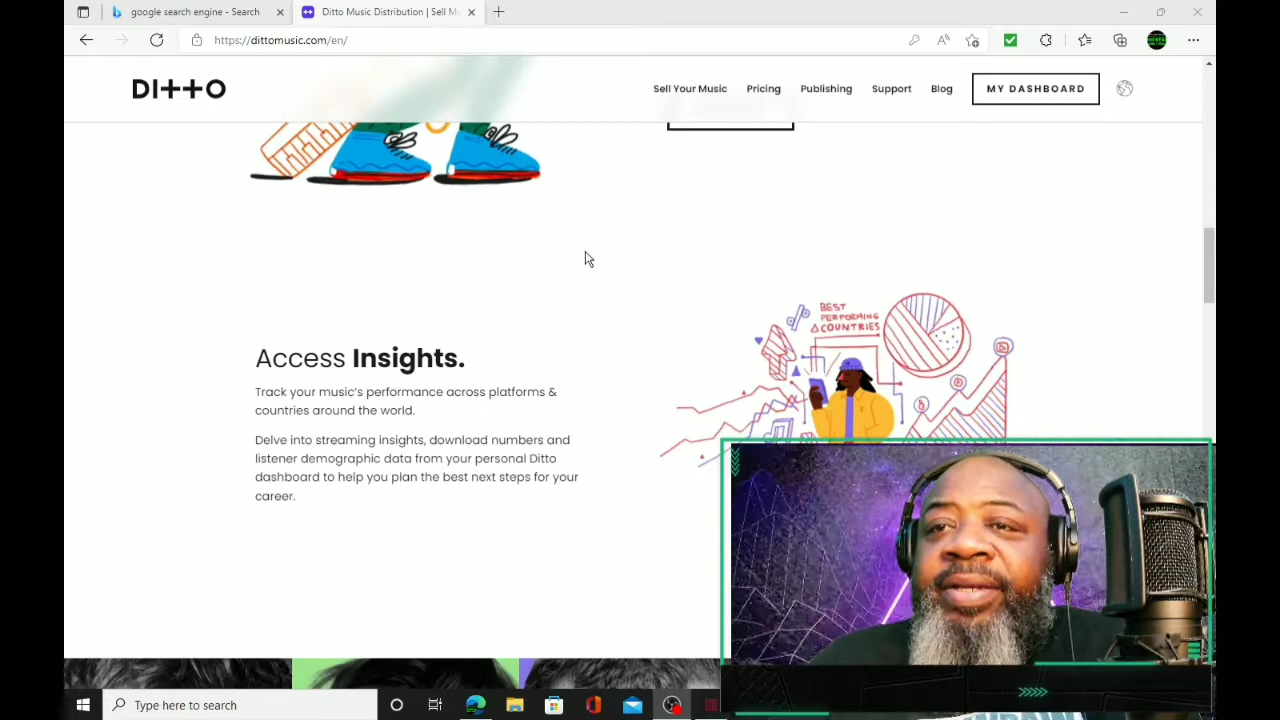 google search engine - Search
Ditto Music Distribution | Sell M
https://dittomusic.com/en/
DITTO
Sell Your Music
Pricing
Publishing
Support
Blog
MY DASHBOARD
BEST
PERFORMING
COUNTRIES
Access Insights.
Track your music's performance across platforms &
countries around the world.
Delve into streaming insights, download numbers and
listener demographic data from your personal Ditto
dashboard to help you plan the best next steps for your
career.
Type here to search